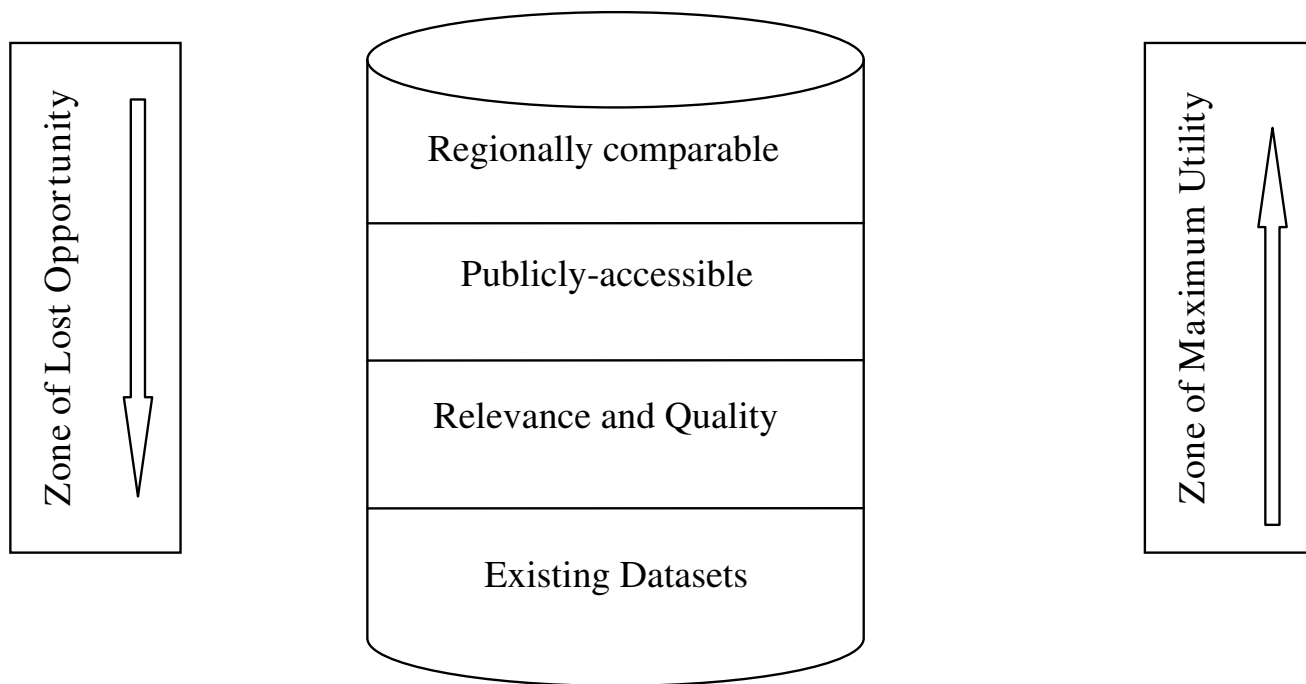 Zone of Lost Opportunity
Regionally comparable
Publicly-accessible
Relevance and Quality
Existing Datasets
Zone of Maximum Utility